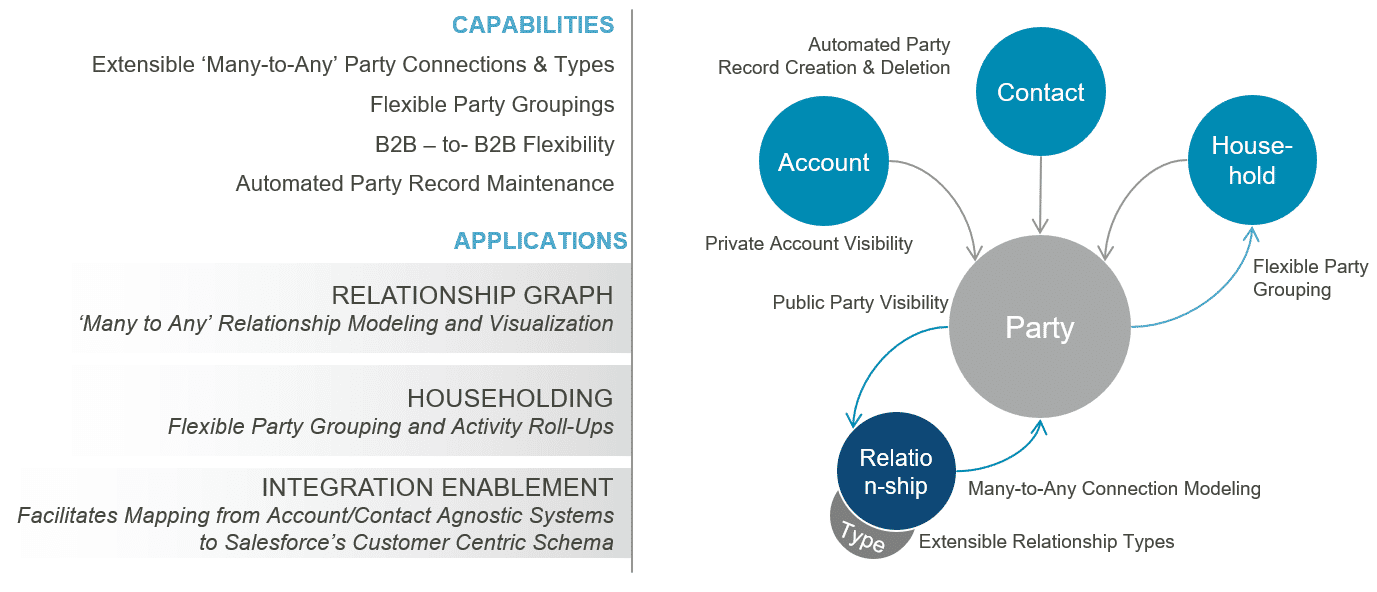 CAPABILITIES
Extensible ‘Many-to-Any’ Party Connections & Types
Flexible Party Groupings
B2B – to- B2B Flexibility
Automated Party Record Maintenance
APPLICATIONS
RELATIONSHIP GRAPH
‘Many to Any’ Relationship Modeling and Visualization
HOUSEHOLDING
Flexible Party Grouping and Activity Roll-Ups
INTEGRATION ENABLEMENT
Facilitates Mapping from Account/Contact Agnostic Systems
to Salesforce’s Customer Centric Schema
Automated Party
Record Creation & Deletion
Contact
Account
House-
hold
Private Account Visibility
Flexible Party
Grouping
Public Party Visibility
Party
Relatio
n-ship
Many-to-Any Connection Modeling
Type
Extensible Relationship Types